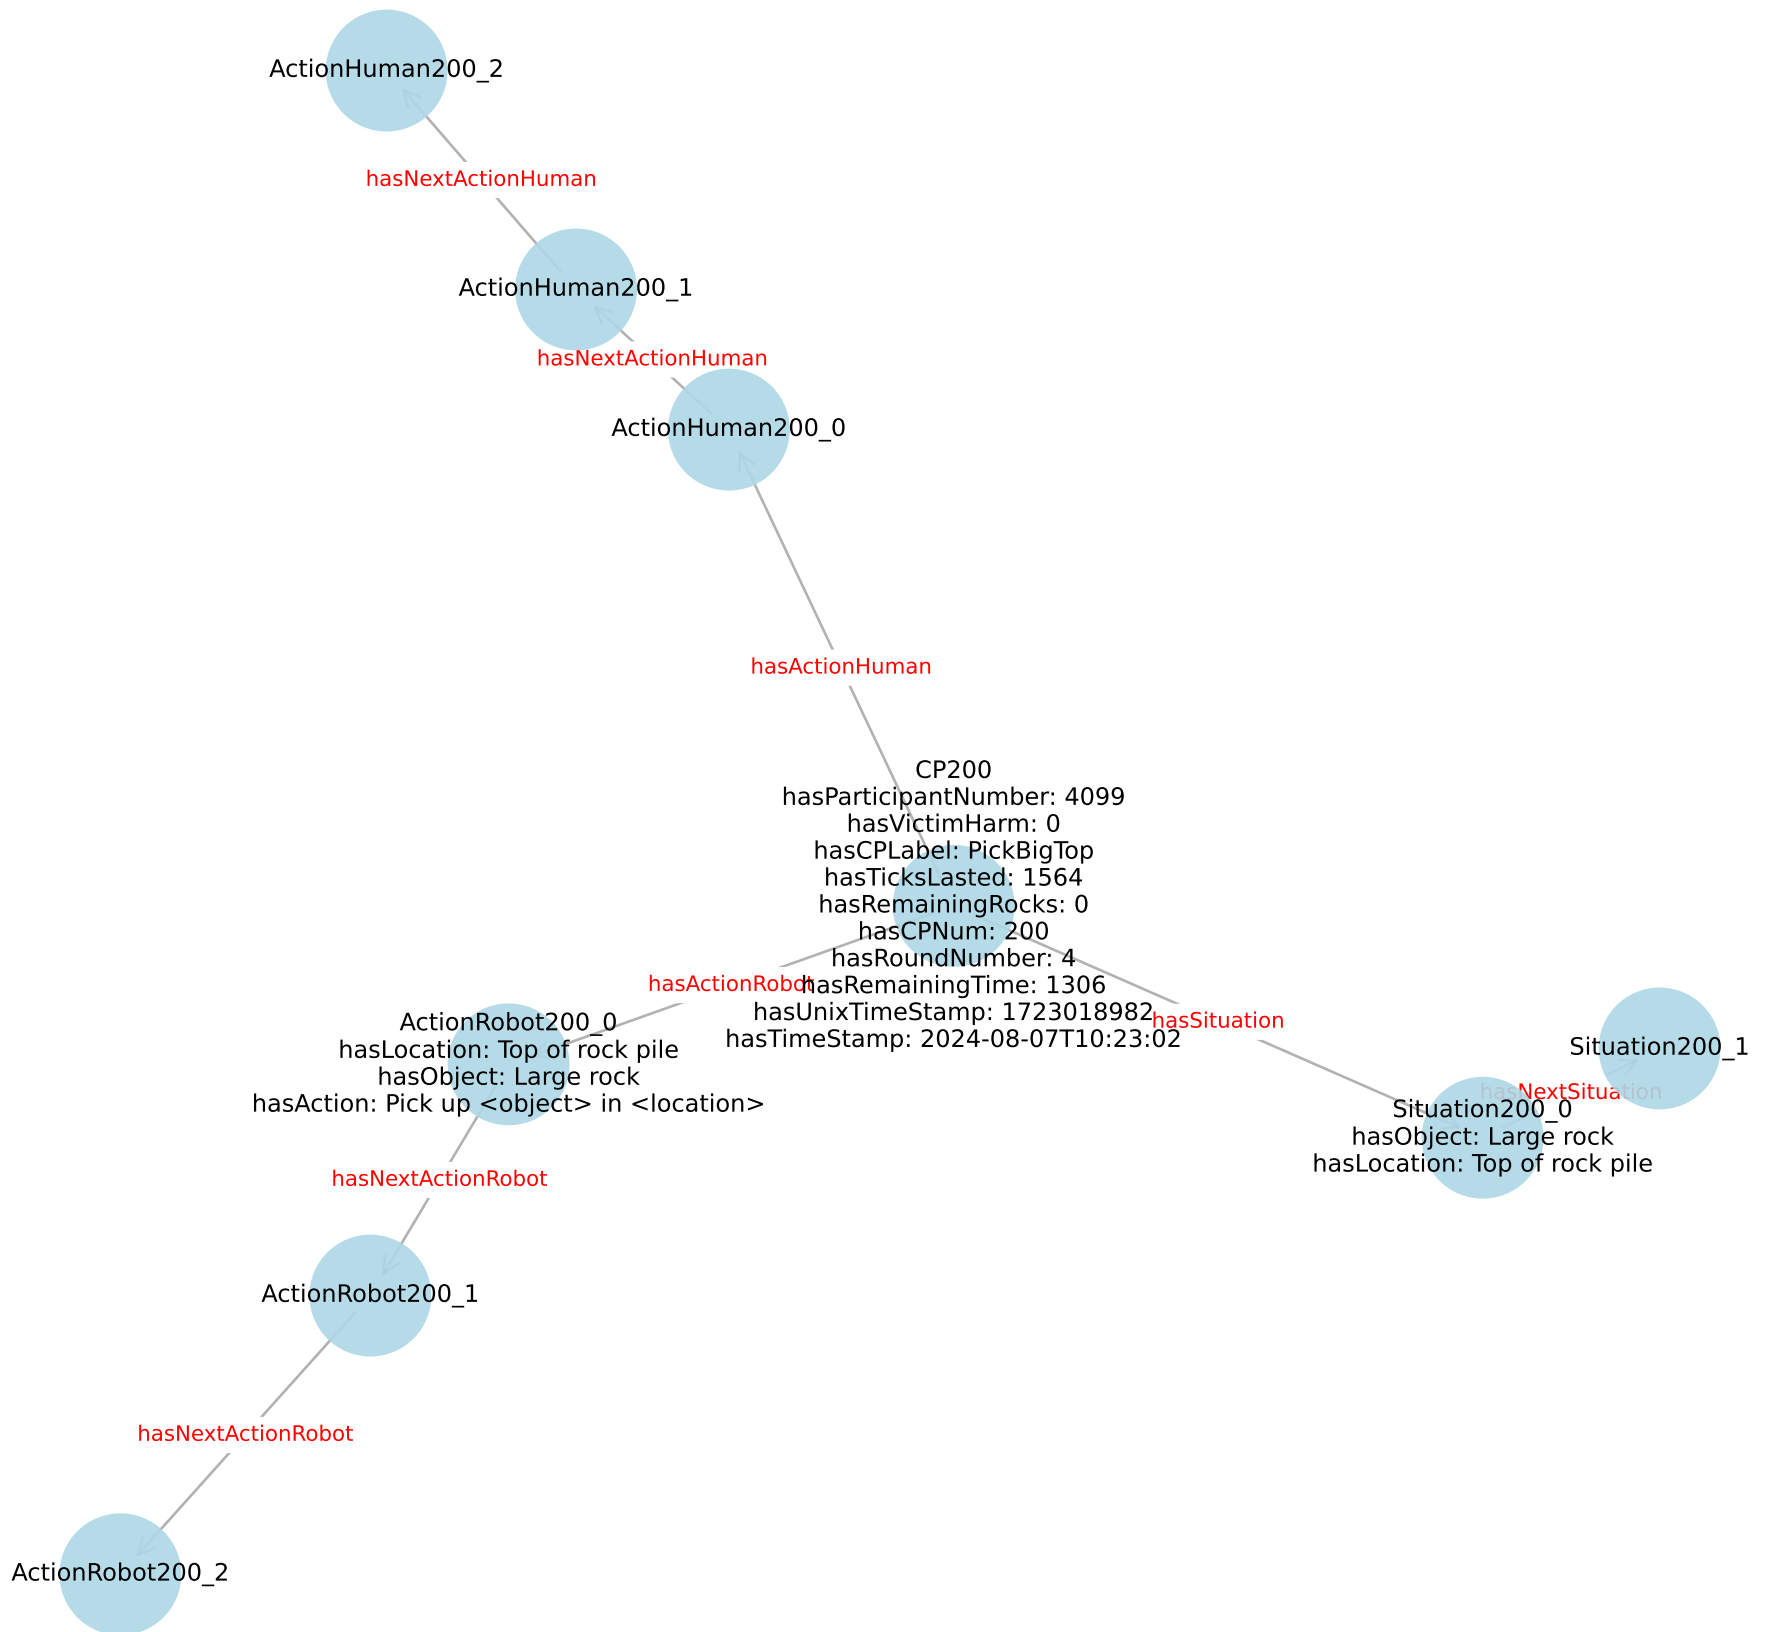 ActionHuman200_2
hasNextActionHuman
ActionHuman200_1
hasNextActionHuman
ActionHuman200_0
hasActionHuman
CP200
hasParticipantNumber: 4099
hasVictimHarm: 0
hasCPLabel: PickBigTop
hasTicksLasted: 1564
hasRemainingRocks: 0
hasCPNum: 200
hasRoundNumber: 4
hasRemainingTime: 1306
hasUnixTimeStamp: 1723018982
hasTimeStamp: 2024-08-07T10:23:02
hasActionRobot
ActionRobot200_0
hasLocation: Top of rock pile
hasObject: Large rock
hasAction: Pick up <object> in <location>
hasSituation
Situation200_1
hasNextSituation
Situation200_0
hasObject: Large rock
hasLocation: Top of rock pile
hasNextActionRobot
ActionRobot200_1
hasNextActionRobot
ActionRobot200_2